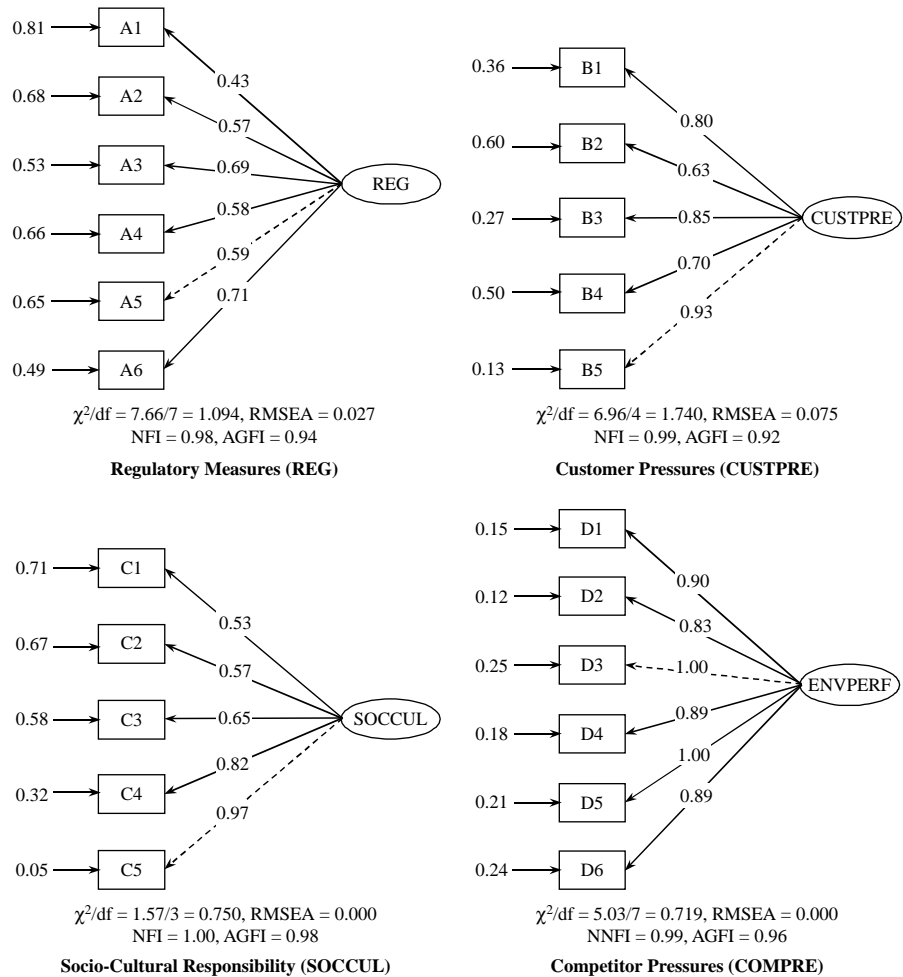 0.81 A1
0.43
0.68 A2
0.57
0.53 A3
0.69
REG
0.66 A4
0.58
0.59
0.65 A5
0.71
0.49 A6
χ²/df = 7.66/7 = 1.094, RMSEA = 0.027
NFI = 0.98, AGFI = 0.94
Regulatory Measures (REG)
0.36 B1
0.80
0.60 B2
0.63
0.27 B3
0.85
CUSTPRE
0.70
0.50 B4
0.93
0.13 B5
χ²/df = 6.96/4 = 1.740, RMSEA = 0.075
NFI = 0.99, AGFI = 0.92
Customer Pressures (CUSTPRE)
0.71 C1
0.53
0.67 C2
0.57
0.58 C3
0.65
SOCCUL
0.82
0.32 C4
0.97
0.05 C5
χ²/df = 1.57/3 = 0.750, RMSEA = 0.000
NFI = 1.00, AGFI = 0.98
Socio-Cultural Responsibility (SOCCUL)
0.15 D1
0.90
0.12 D2
0.83
0.25 D3
1.00
ENVPERF
0.89
0.18 D4
1.00
0.21 D5
0.89
0.24 D6
χ²/df = 5.03/7 = 0.719, RMSEA = 0.000
NNFI = 0.99, AGFI = 0.96
Competitor Pressures (COMPRE)